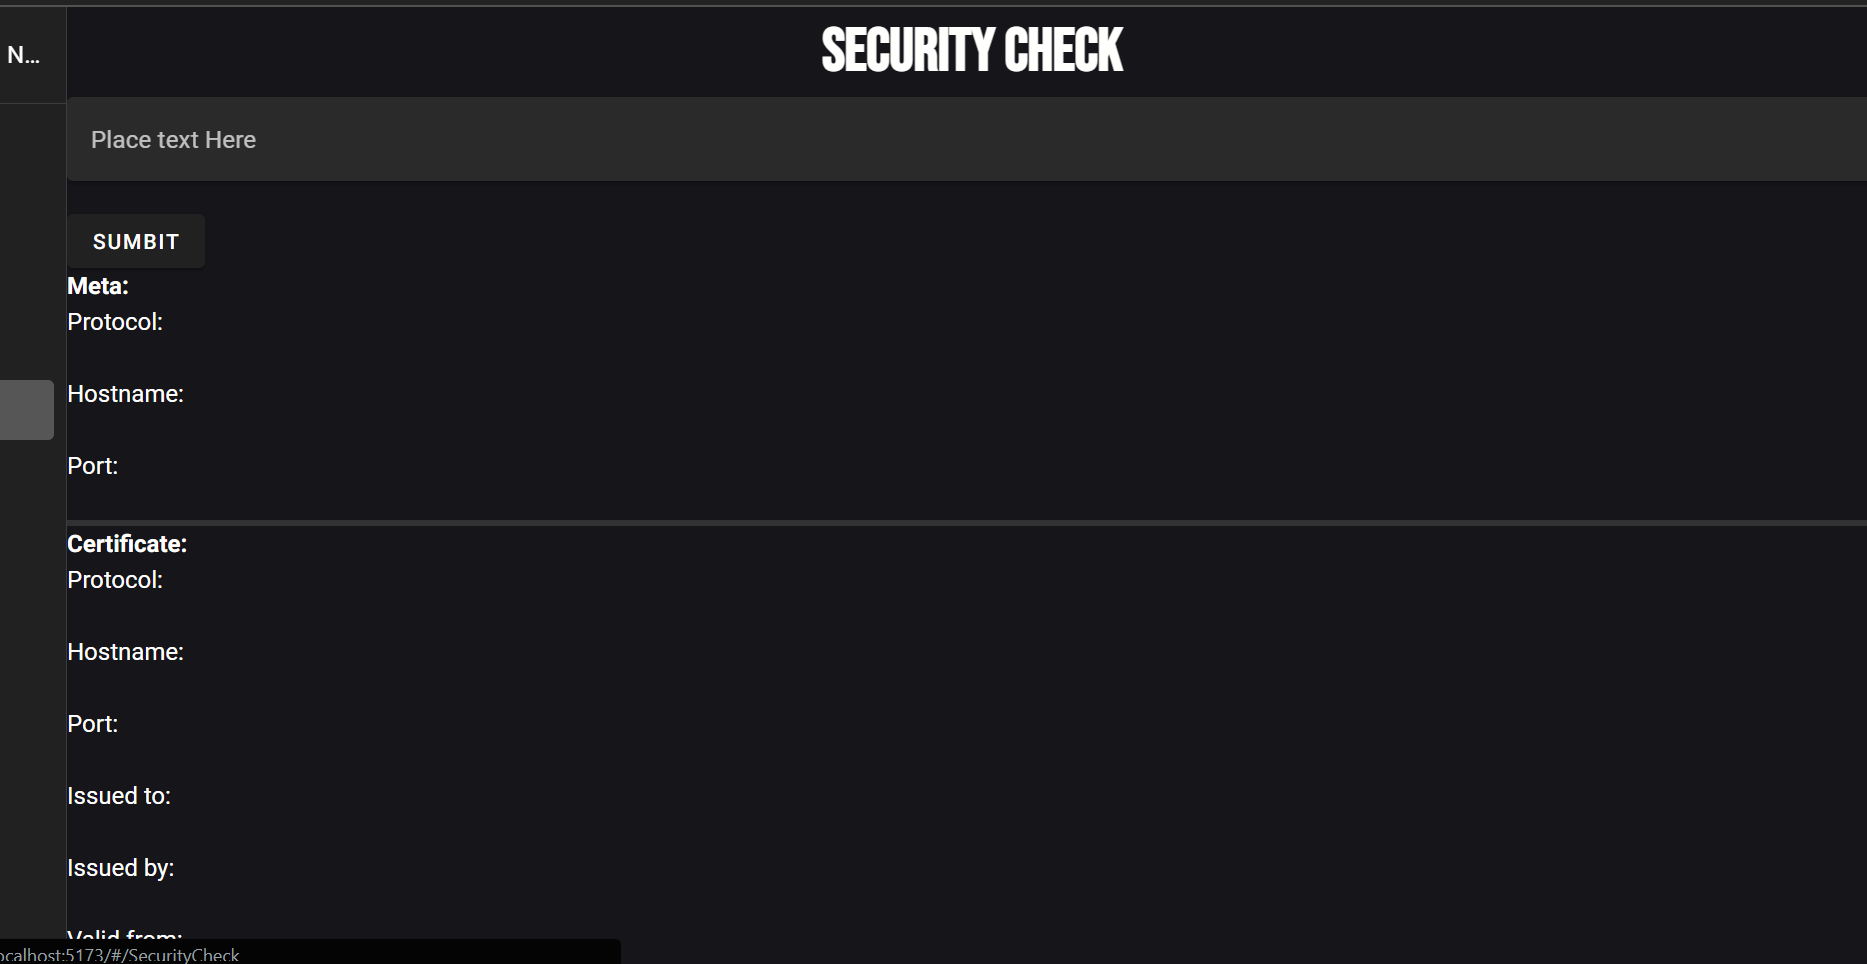 N...
SECURITY CHECK
Place text Here
SUMBIT
Meta:
Protocol:
Hostname:
Port:
Certificate:
Protocol:
Hostname:
Port:
Issued to:
Issued by:
Valid from:
ocalhost:5173/#/SecurityCheck